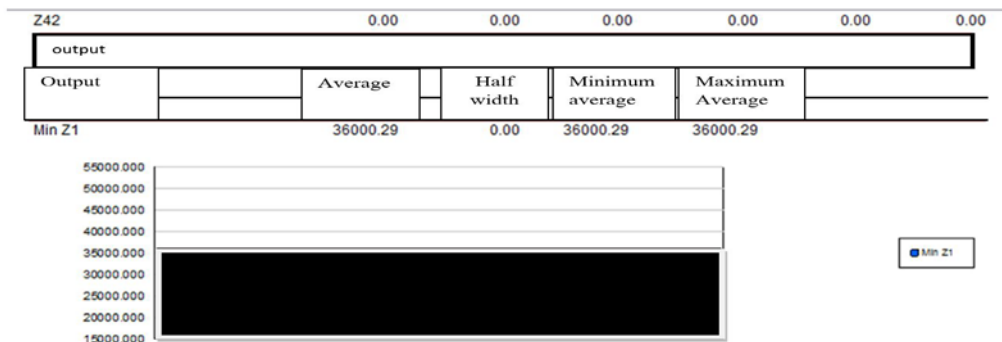 Z42 0.00 0.00 0.00 0.00 0.00 0.00
output
Output Average Half width Minimum average Maximum Average
Min Z1 36000.29 0.00 36000.29 36000.29
55000.000
50000.000
45000.000
40000.000
35000.000
30000.000
25000.000
20000.000
15000.000
Min Z1